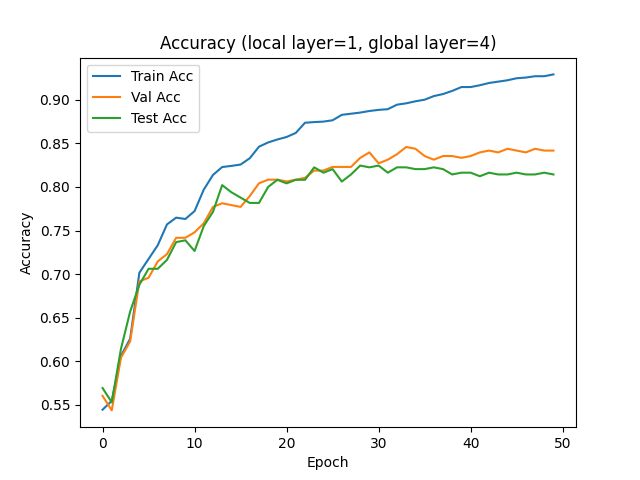 Accuracy (local layer=1, global layer=4)
Train Acc
Val Acc
Test Acc
0.90
0.85
0.80
0.75
0.70
0.65
0.60
0.55
Accuracy
0 10 20 30 40 50
Epoch